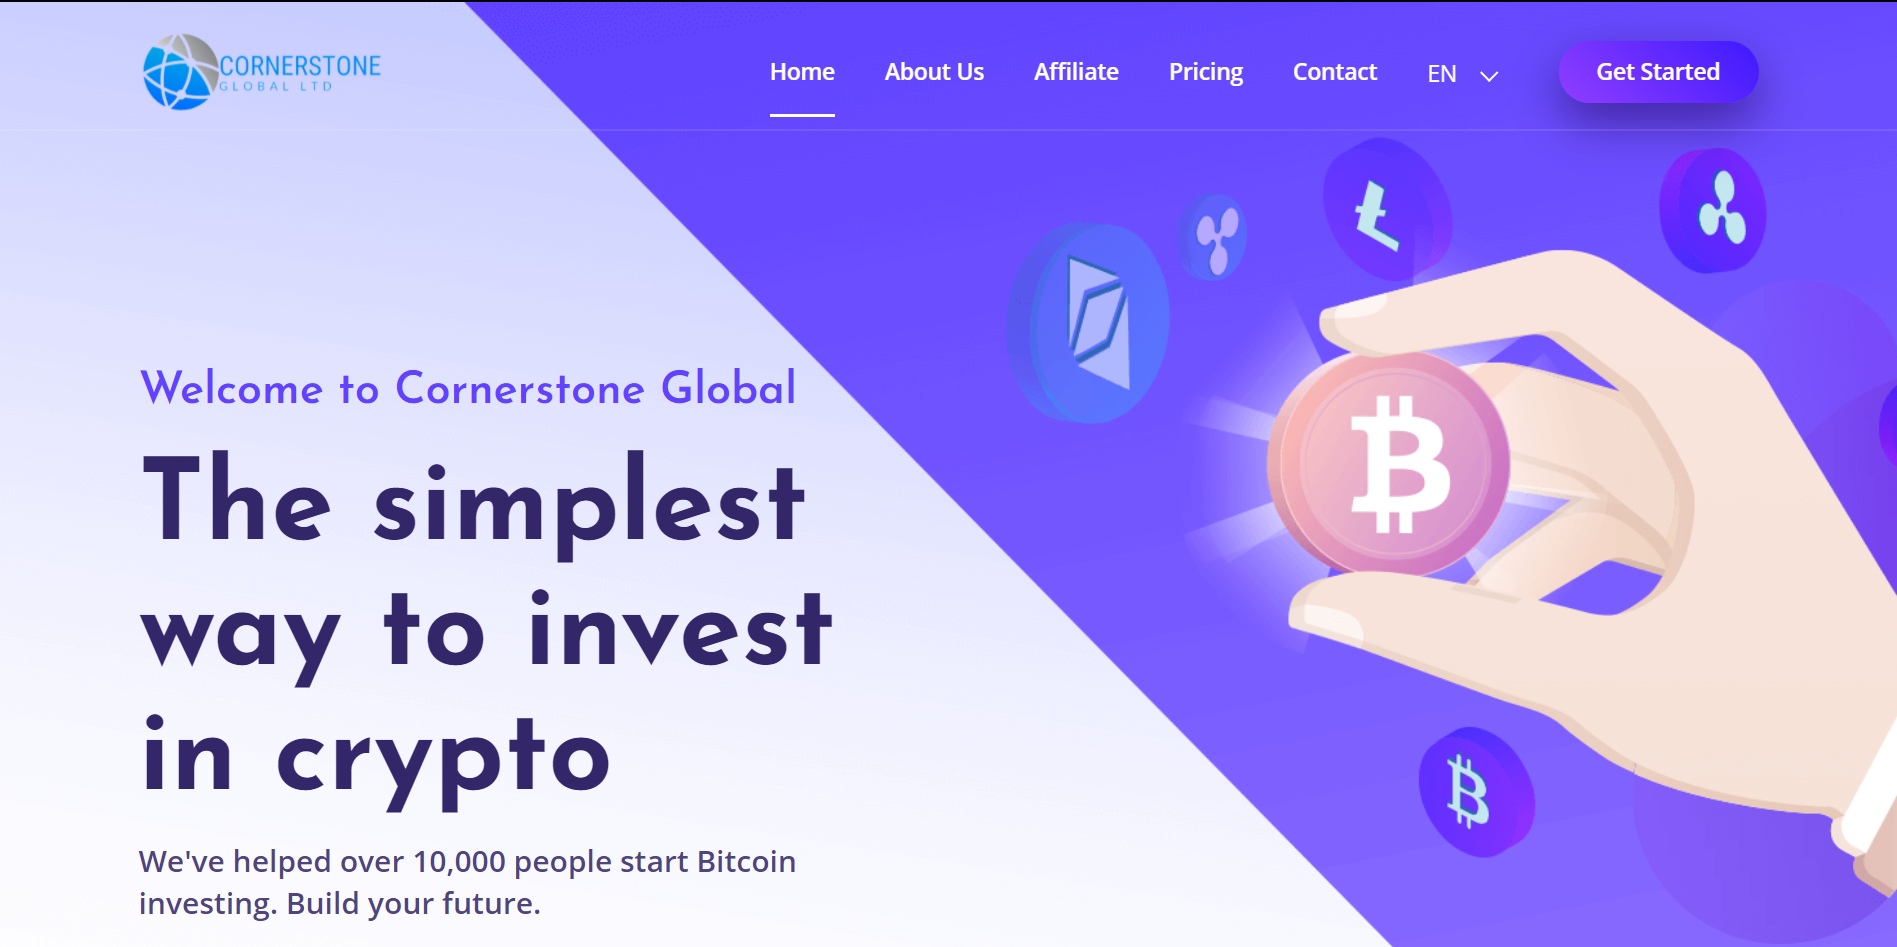 CORNERSTONE
GLOBAL LTD
Home
About Us
Affiliate
Pricing
Contact
EN
Get Started
Welcome to Cornerstone Global
The simplest
way to invest
in crypto
We've helped over 10,000 people start Bitcoin
investing. Build your future.